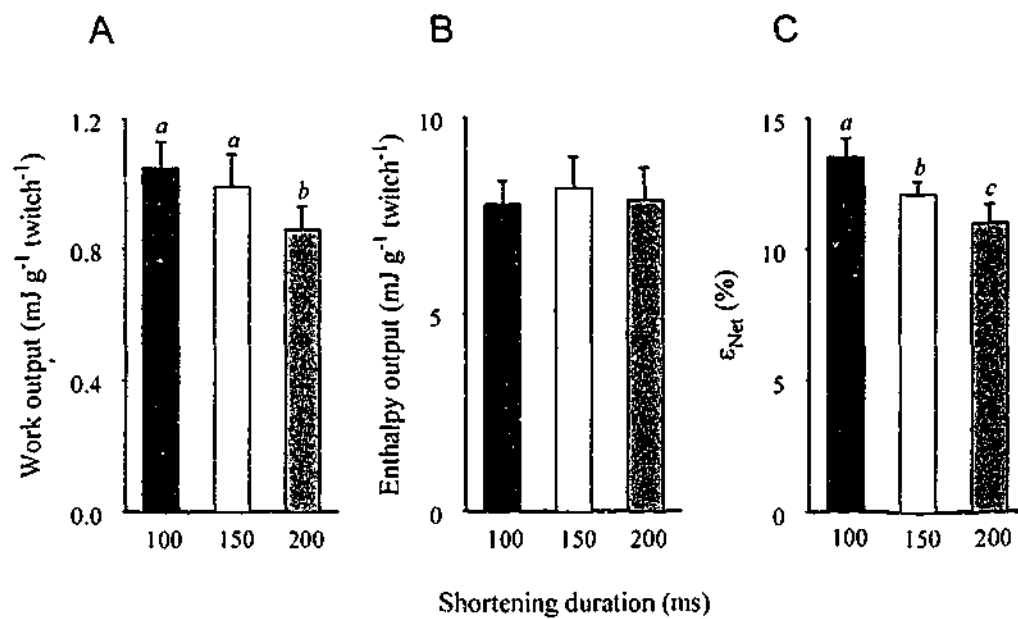 A
B
C
Work output (mJ g⁻¹ twitch⁻¹)
1.2
0.8
0.4
0.0
a
a
b
100 150 200
Enthalpy output (mJ g⁻¹ twitch⁻¹)
10
5
0
100 150 200
εNet (%)
15
10
5
0
a
b
c
100 150 200
Shortening duration (ms)